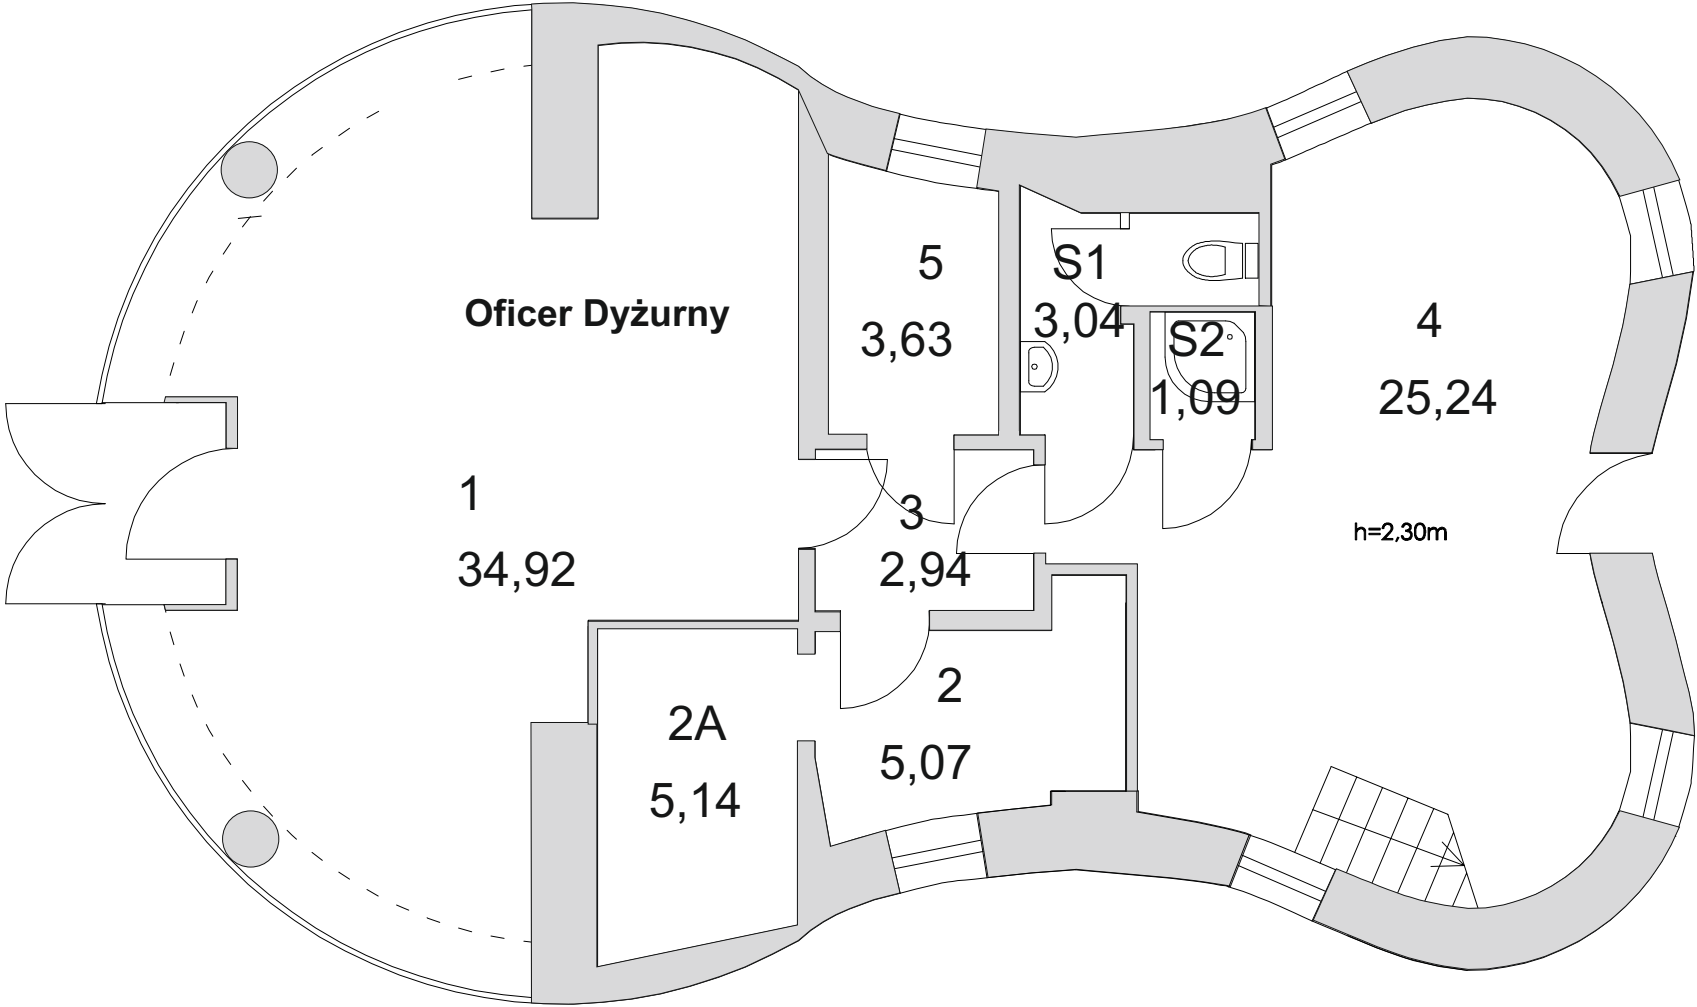 Oficer Dyżurny
1
34,92
5
3,63
S1
3,04
S2
1,09
4
25,24
h=2,30m
3
2,94
2
5,07
2A
5,14